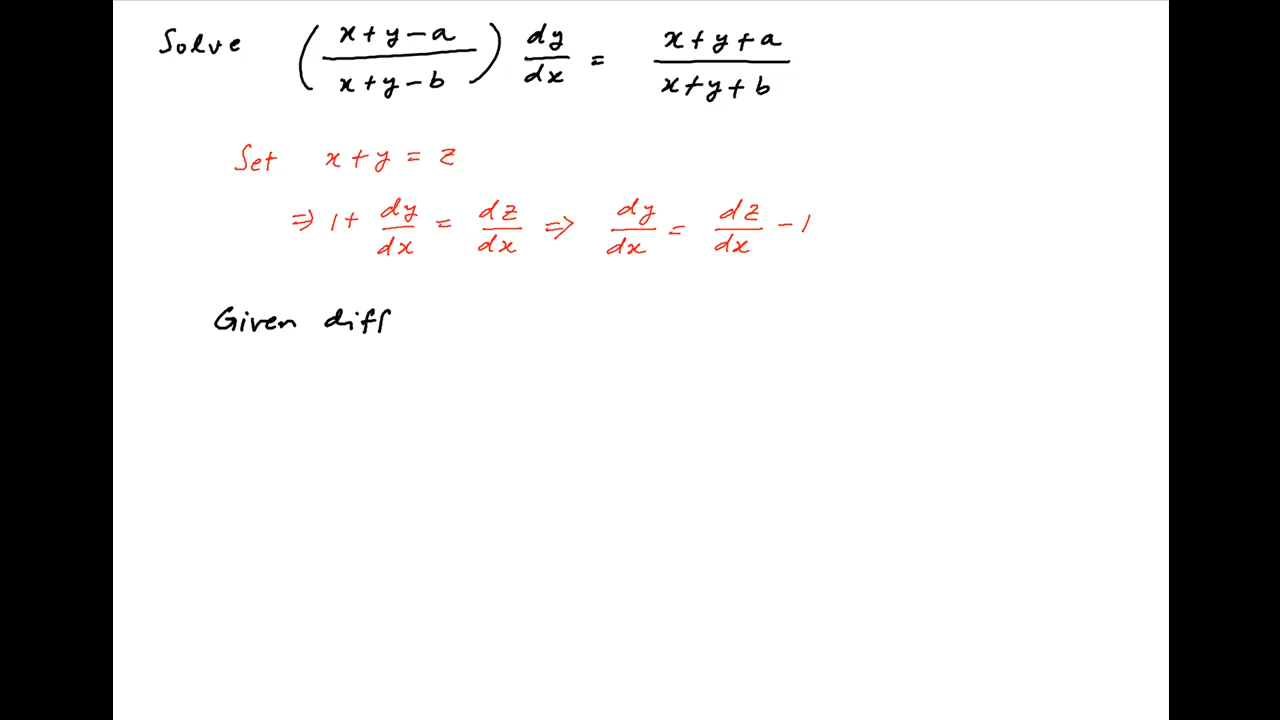 Solve ( (x+y-a)/(x+y-b) ) dy/dx = (x+y+a)/(x+y+b)
Set x+y = z
⇒ 1+ dy/dx = dz/dx ⇒ dy/dx = dz/dx - 1
Given diff